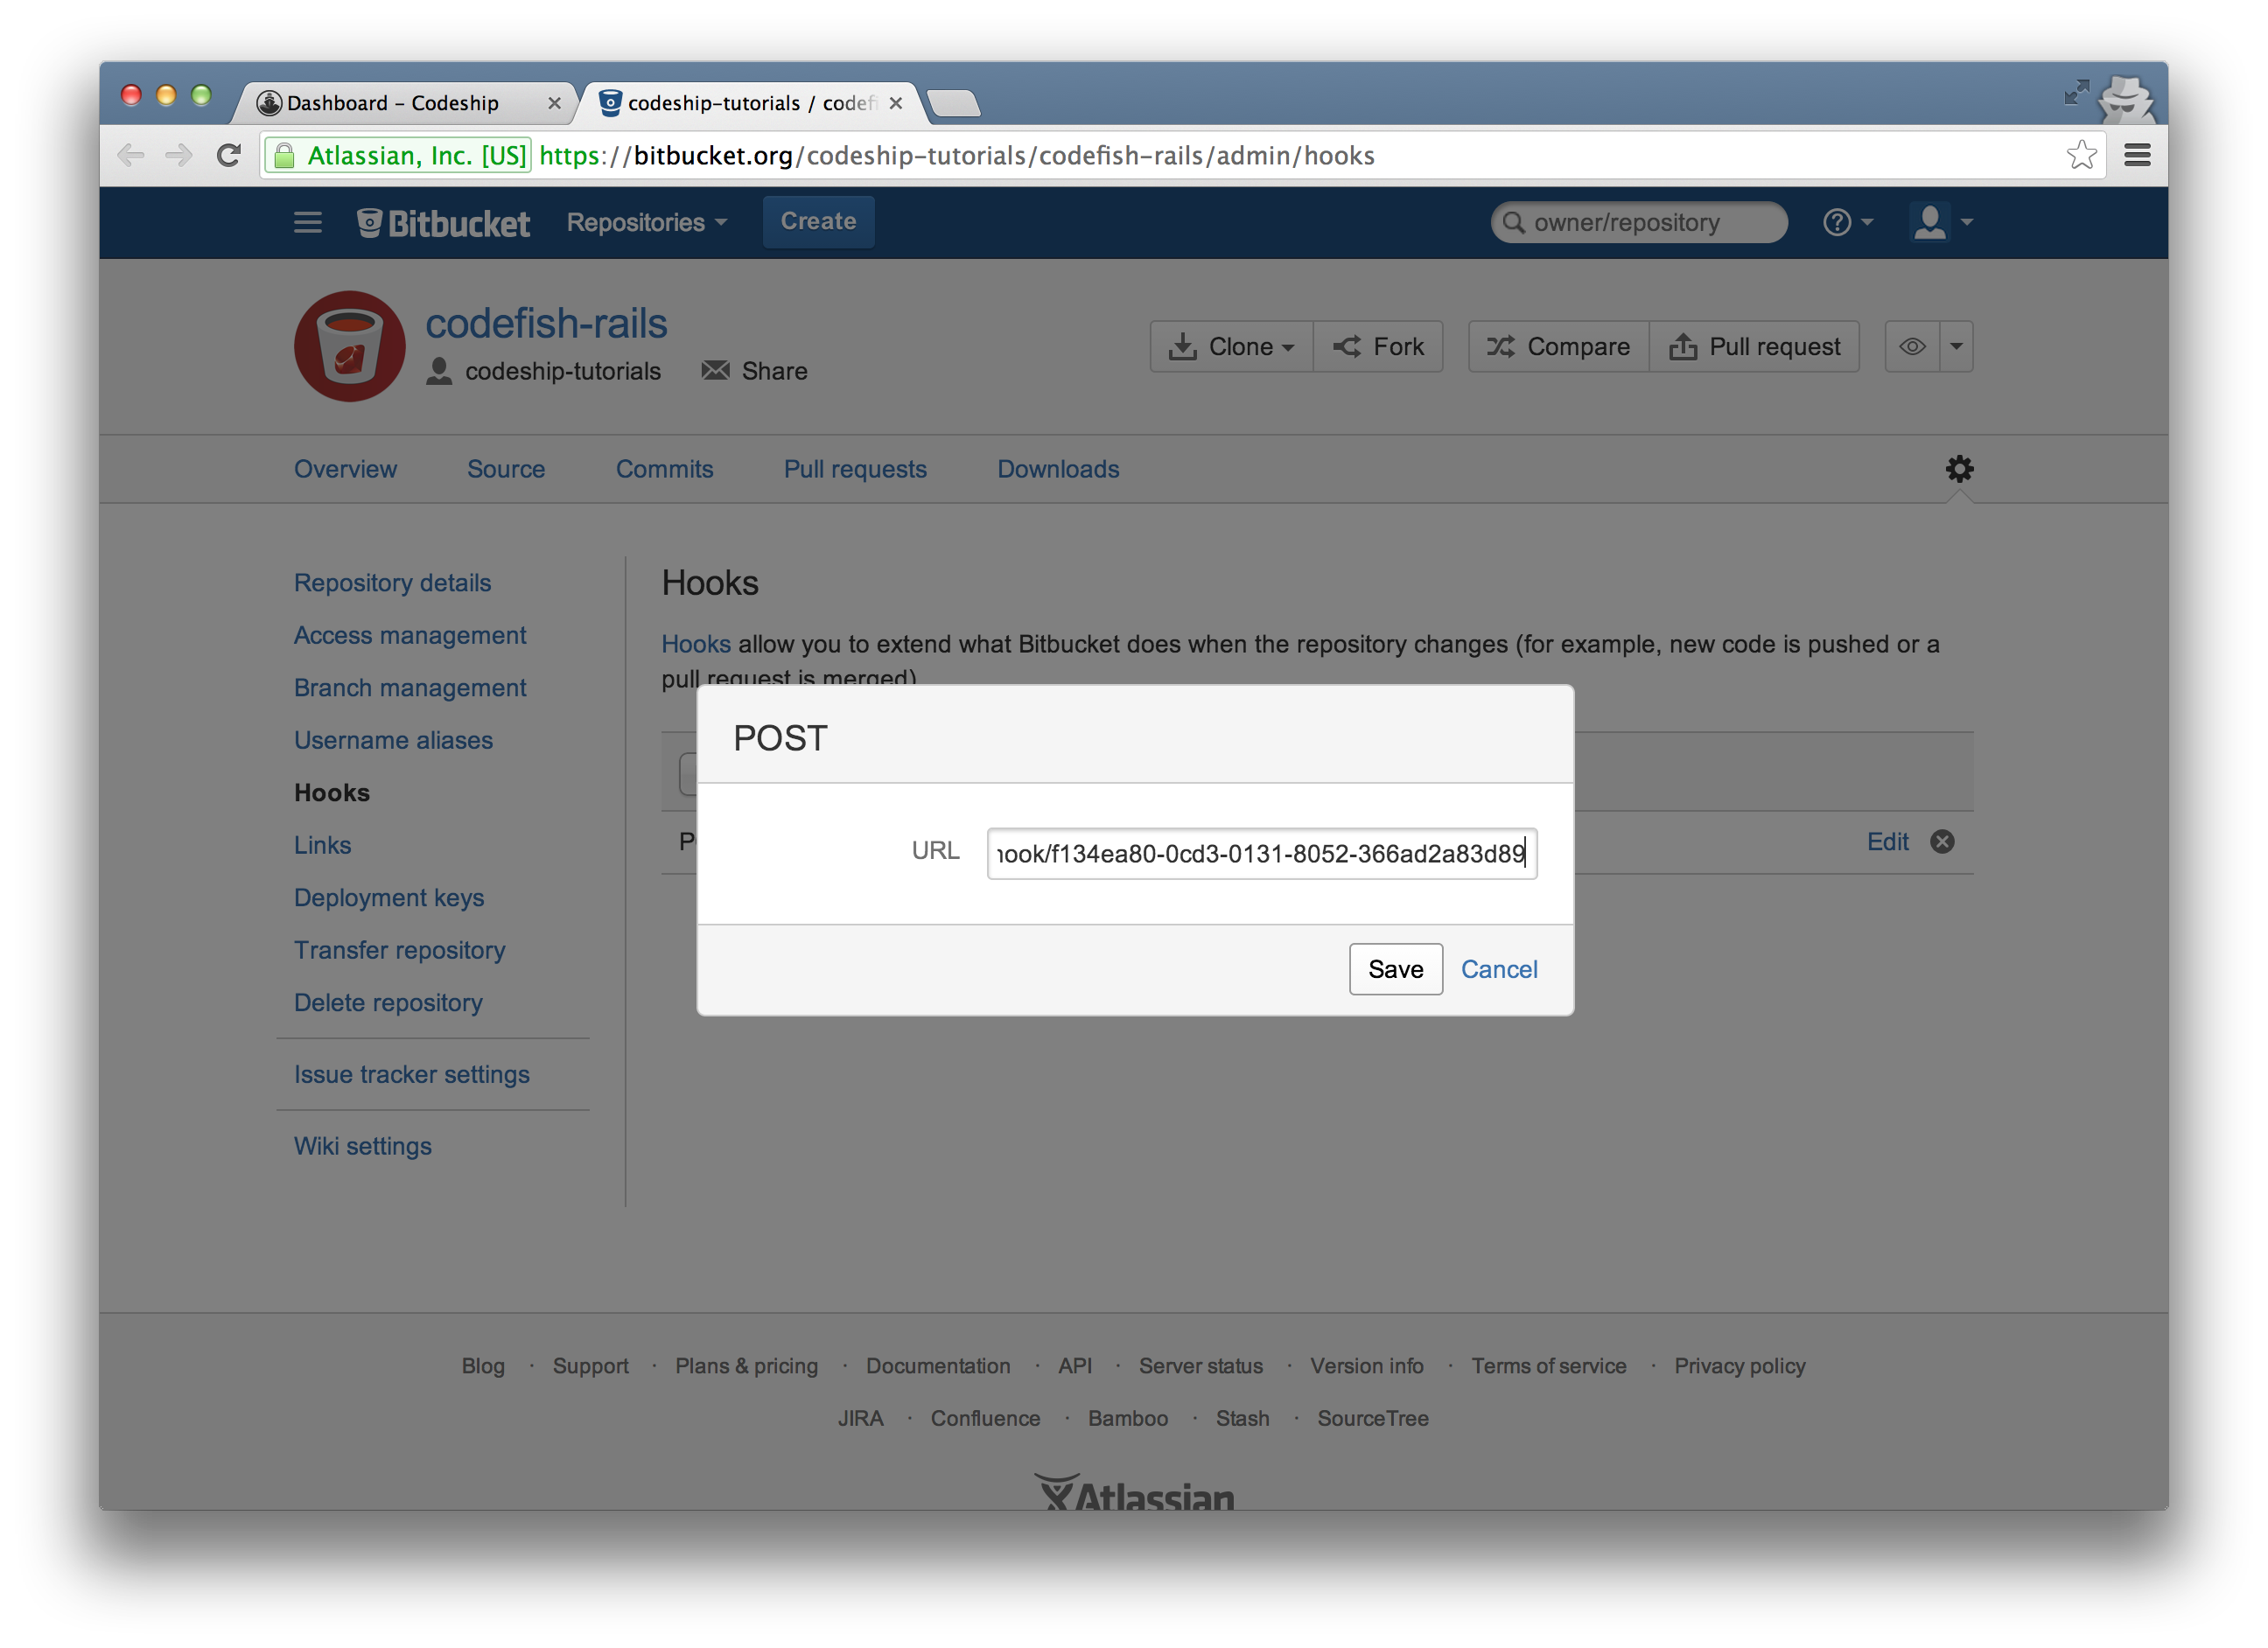 Dashboard – Codeship
codeship-tutorials / codefi
Atlassian, Inc. [US] https://bitbucket.org/codeship-tutorials/codefish-rails/admin/hooks
Bitbucket Repositories Create owner/repository
codefish-rails
codeship-tutorials Share
Clone Fork Compare Pull request
Overview Source Commits Pull requests Downloads
Repository details
Access management
Branch management
Username aliases
Hooks
Links
Deployment keys
Transfer repository
Delete repository
Issue tracker settings
Wiki settings
Hooks
Hooks allow you to extend what Bitbucket does when the repository changes (for example, new code is pushed or a
pull request is merged)
Edit
POST
URL hook/f134ea80-0cd3-0131-8052-366ad2a83d89
Save Cancel
Blog · Support · Plans & pricing · Documentation · API · Server status · Version info · Terms of service · Privacy policy
JIRA · Confluence · Bamboo · Stash · SourceTree
Atlassian